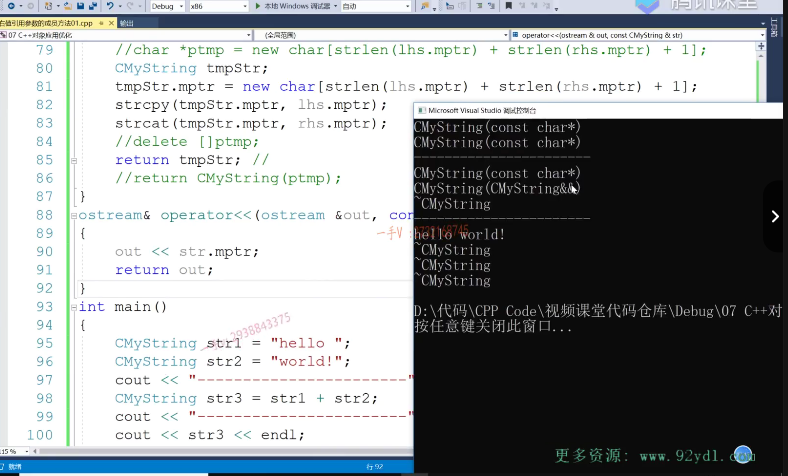 Debug
x86
本地 Windows 调试器
自动
腾讯课堂
右值引用参数的成员方法01.cpp
输出
07 C++对象应用优化
(全局范围)
operator<<(ostream & out, const CMyString & str)
79 //char *ptmp = new char[strlen(lhs.mptr) + strlen(rhs.mptr) + 1];
80 CMyString tmpStr;
81 tmpStr.mptr = new char[strlen(lhs.mptr) + strlen(rhs.mptr) + 1];
82 strcpy(tmpStr.mptr, lhs.mptr);
83 strcat(tmpStr.mptr, rhs.mptr);
84 //delete []ptmp;
85 return tmpStr; //
86 //return CMyString(ptmp);
87 }
88 ostream& operator<<(ostream &out, con
89 {
90 out << str.mptr;
91 return out;
92 }
93 int main()
94 {
95 CMyString str1 = "hello ";
96 CMyString str2 = "world!";
97 cout << "-----------------------"
98 CMyString str3 = str1 + str2;
99 cout << "-----------------------"
100 cout << str3 << endl;
Microsoft Visual Studio 调试控制台
CMyString(const char*)
CMyString(const char*)
-----------------------
CMyString(const char*)
CMyString(CMyString&&)
~CMyString
-----------------------
hello world!
~CMyString
~CMyString
~CMyString
D:\代码\CPP Code\视频课堂代码仓库\Debug\07 C++对
按任意键关闭此窗口...
一手V
2938843375
115 %
就绪
行 92
更多资源: www.92yd1.com